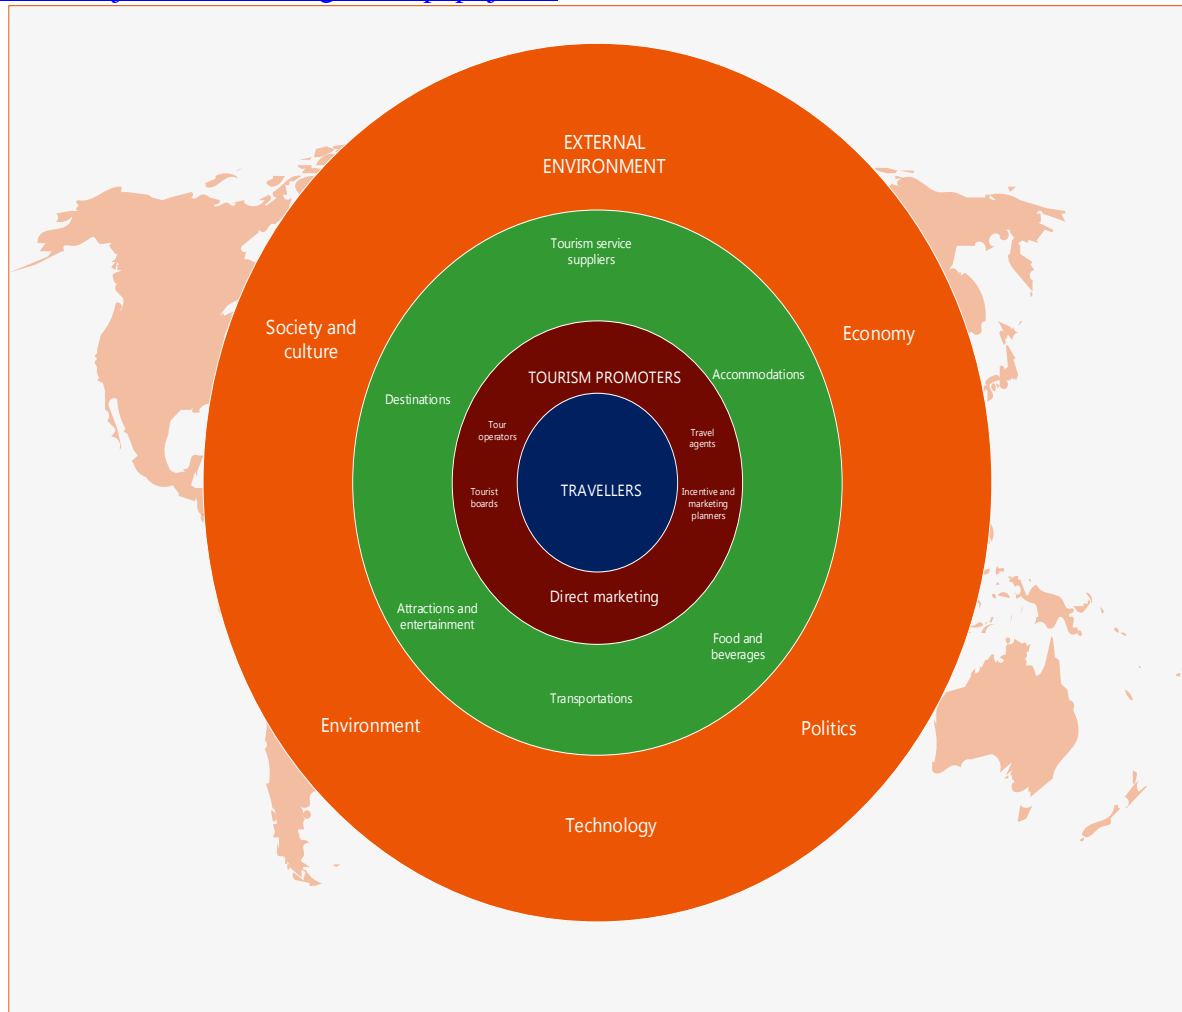 EXTERNAL
ENVIRONMENT
Tourism service
suppliers
Society and
culture
Economy
TOURISM PROMOTERS
Accommodations
Destinations
Tour
operators
Travel
agents
TRAVELLERS
Tourist
boards
Incentive and
marketing
planners
Direct marketing
Attractions and
entertainment
Food and
beverages
Transportations
Environment
Politics
Technology